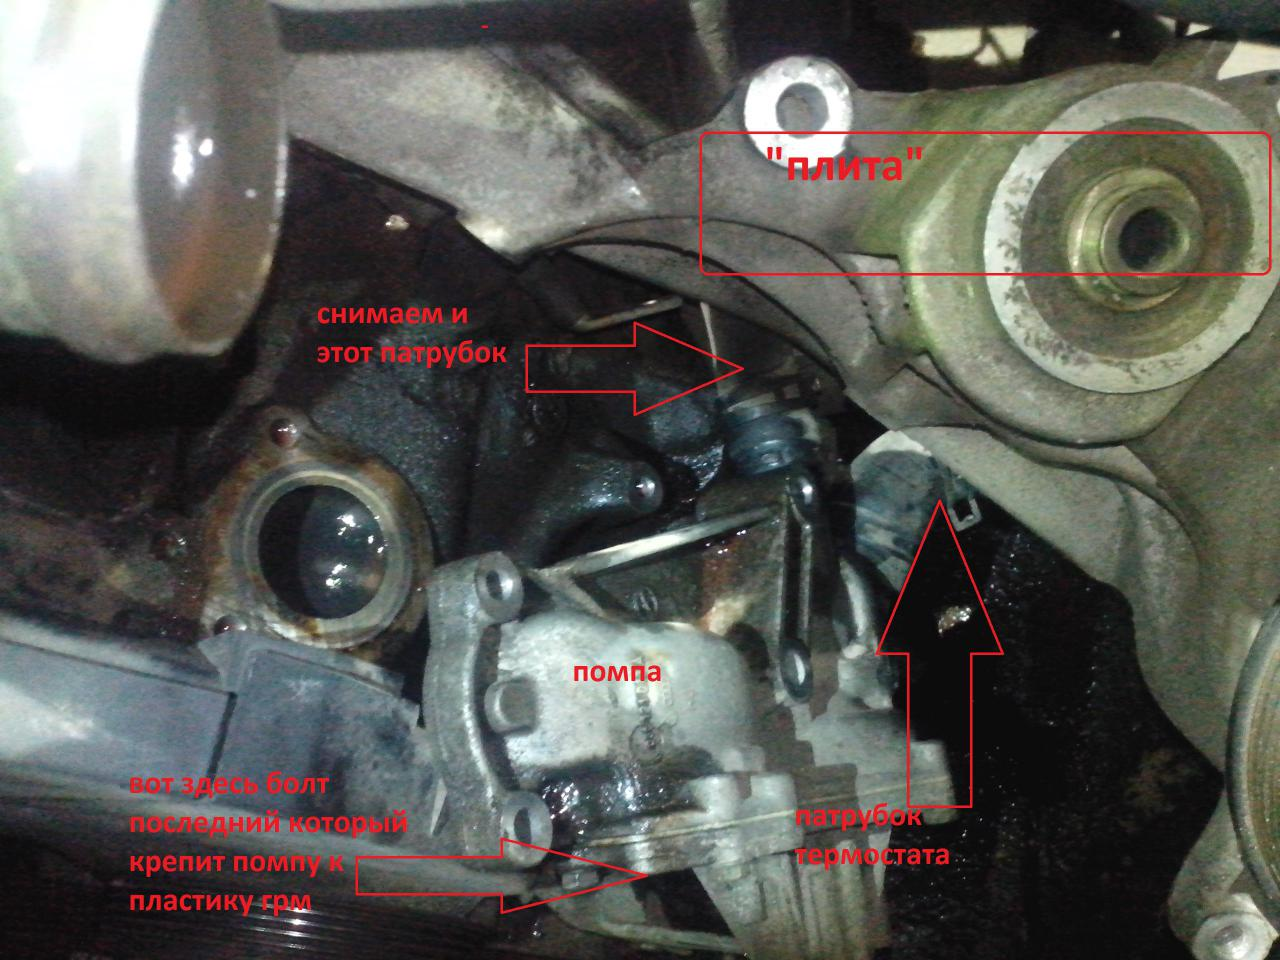 "плита"
снимаем и
этот патрубок
помпа
вот здесь болт
последний который
крепит помпу к
пластику грм
патрубок
термостата